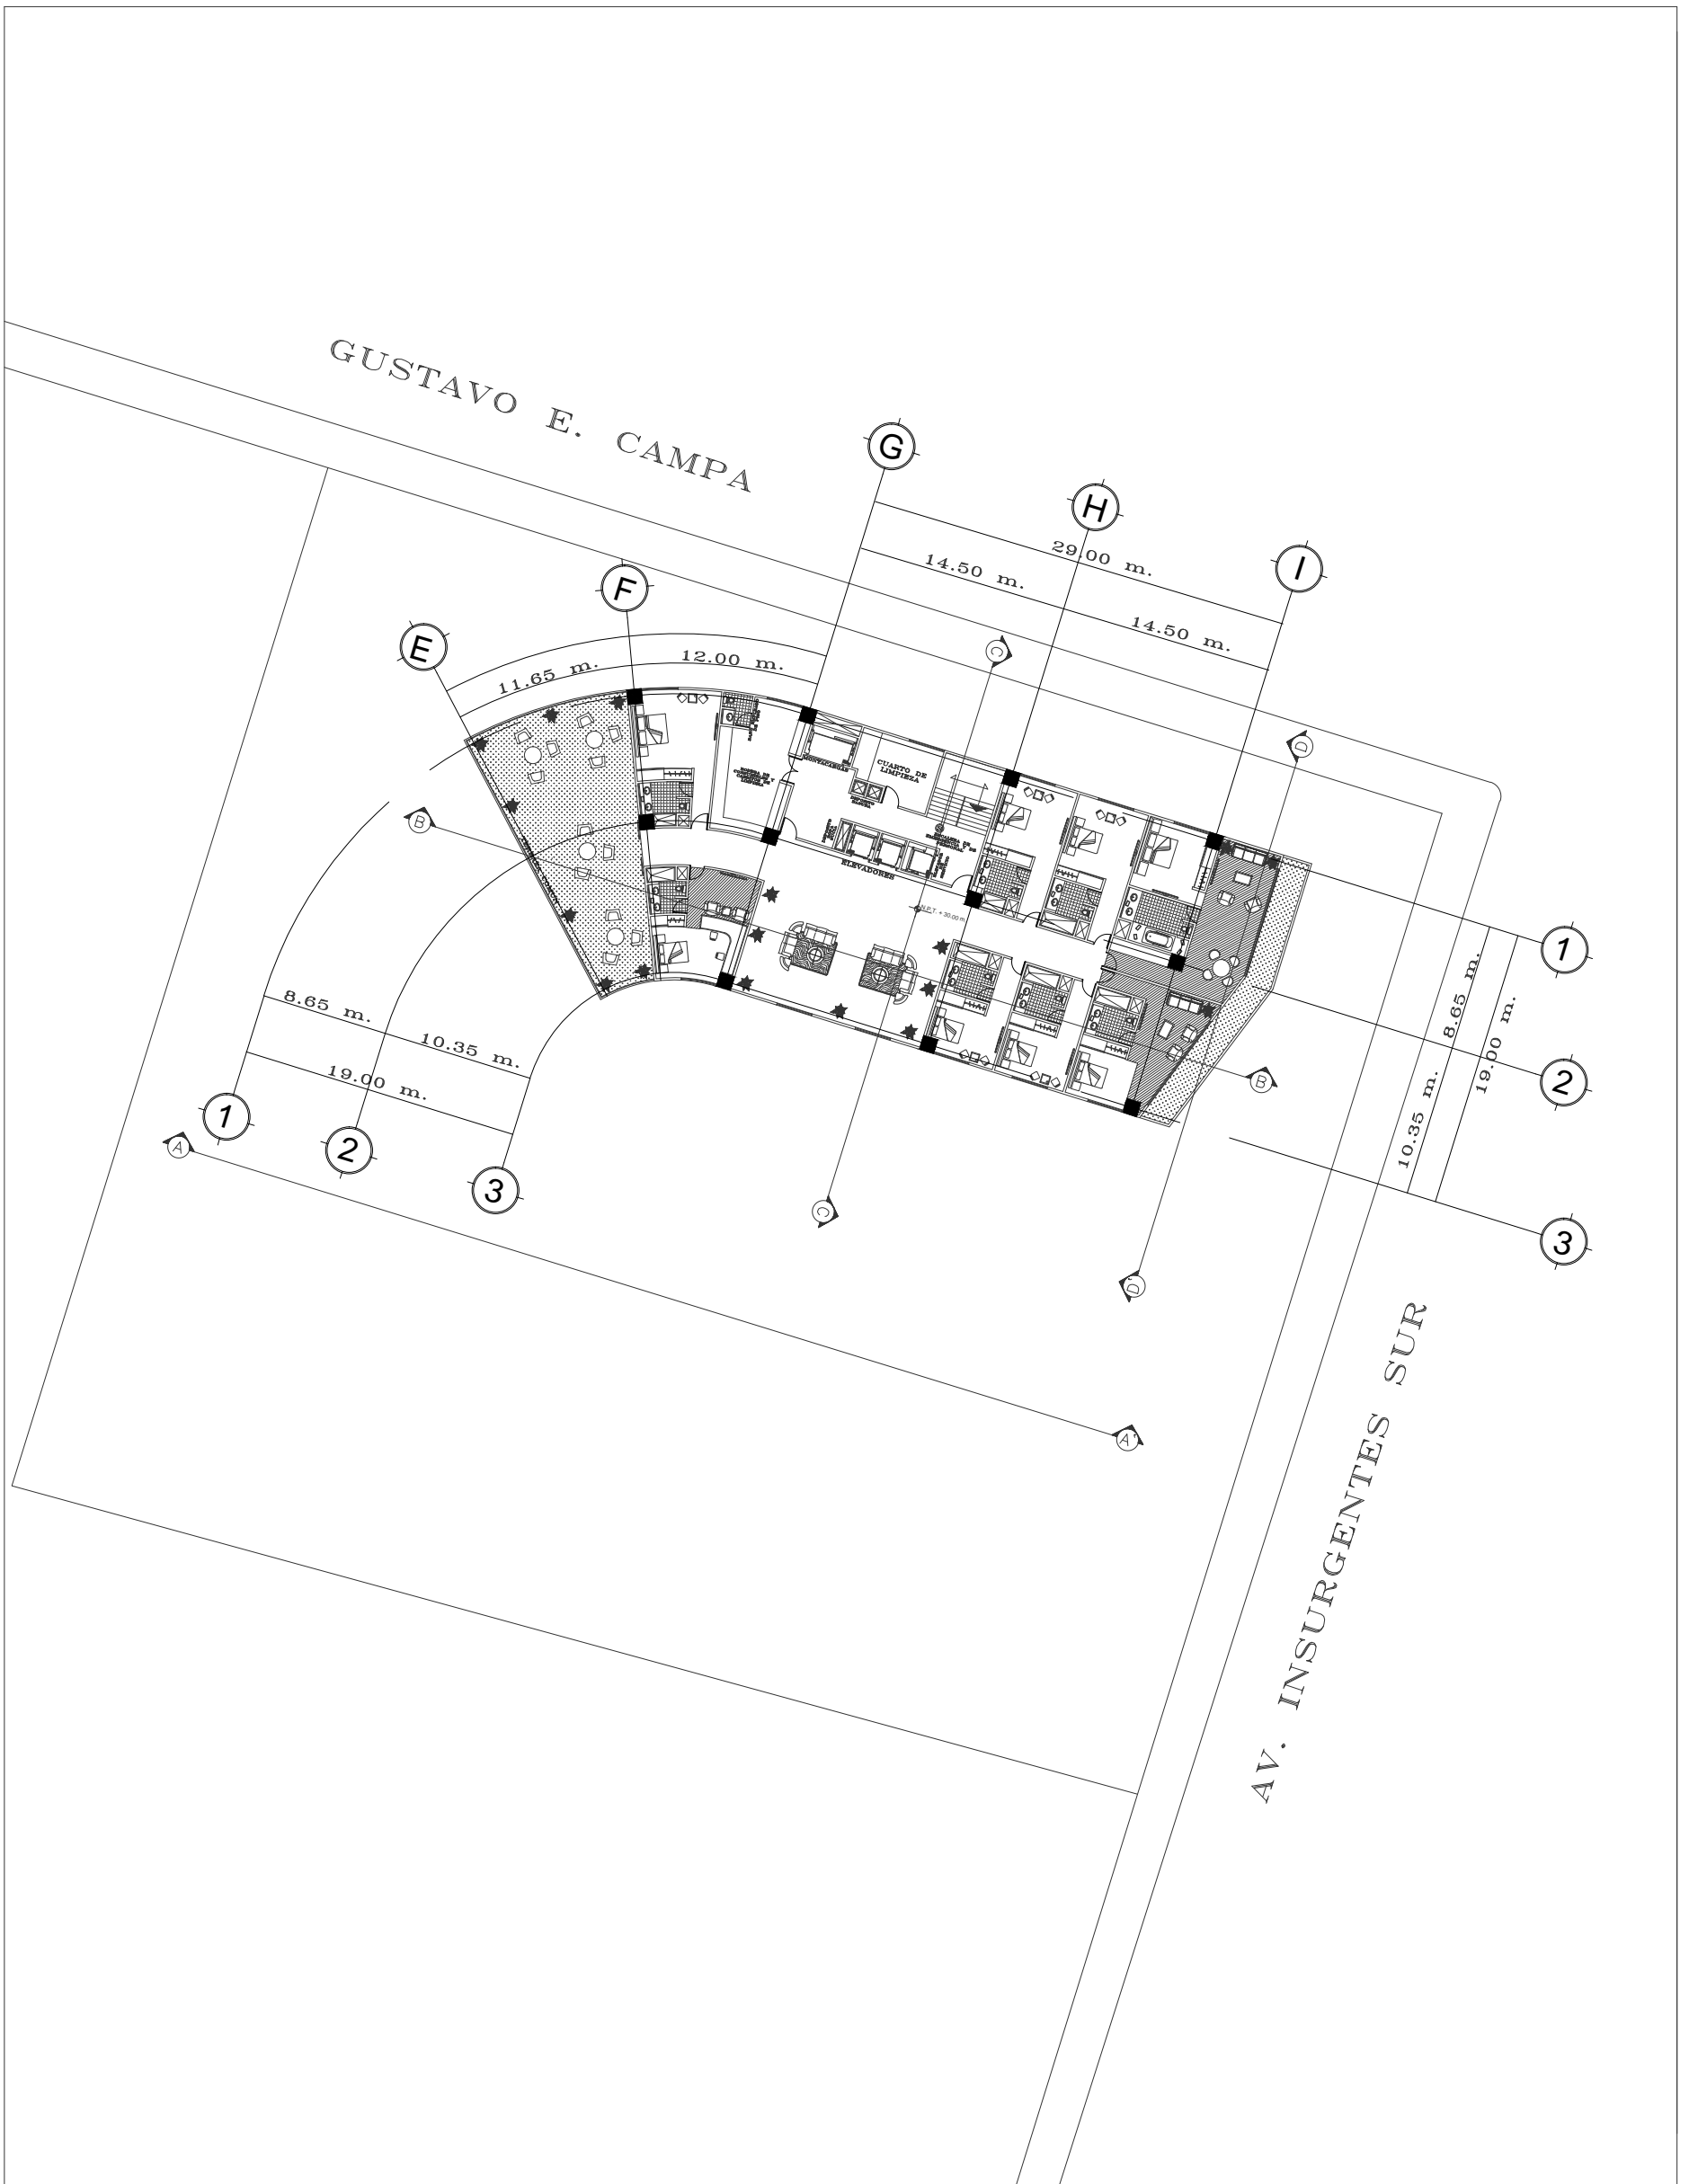 GUSTAVO E. CAMPA
G
H
I
F
E
29.00 m.
14.50 m.
14.50 m.
12.00 m.
11.65 m.
C
D
B
MONTACARGAS
CUARTO DE
LIMPIEZA
ELEVADORES
N.P.T. + 30.00 m
1
2
3
8.65 m.
10.35 m.
19.00 m.
8.65 m.
10.35 m.
19.00 m.
1
2
3
B
A
C
D'
A'
AV. INSURGENTES SUR